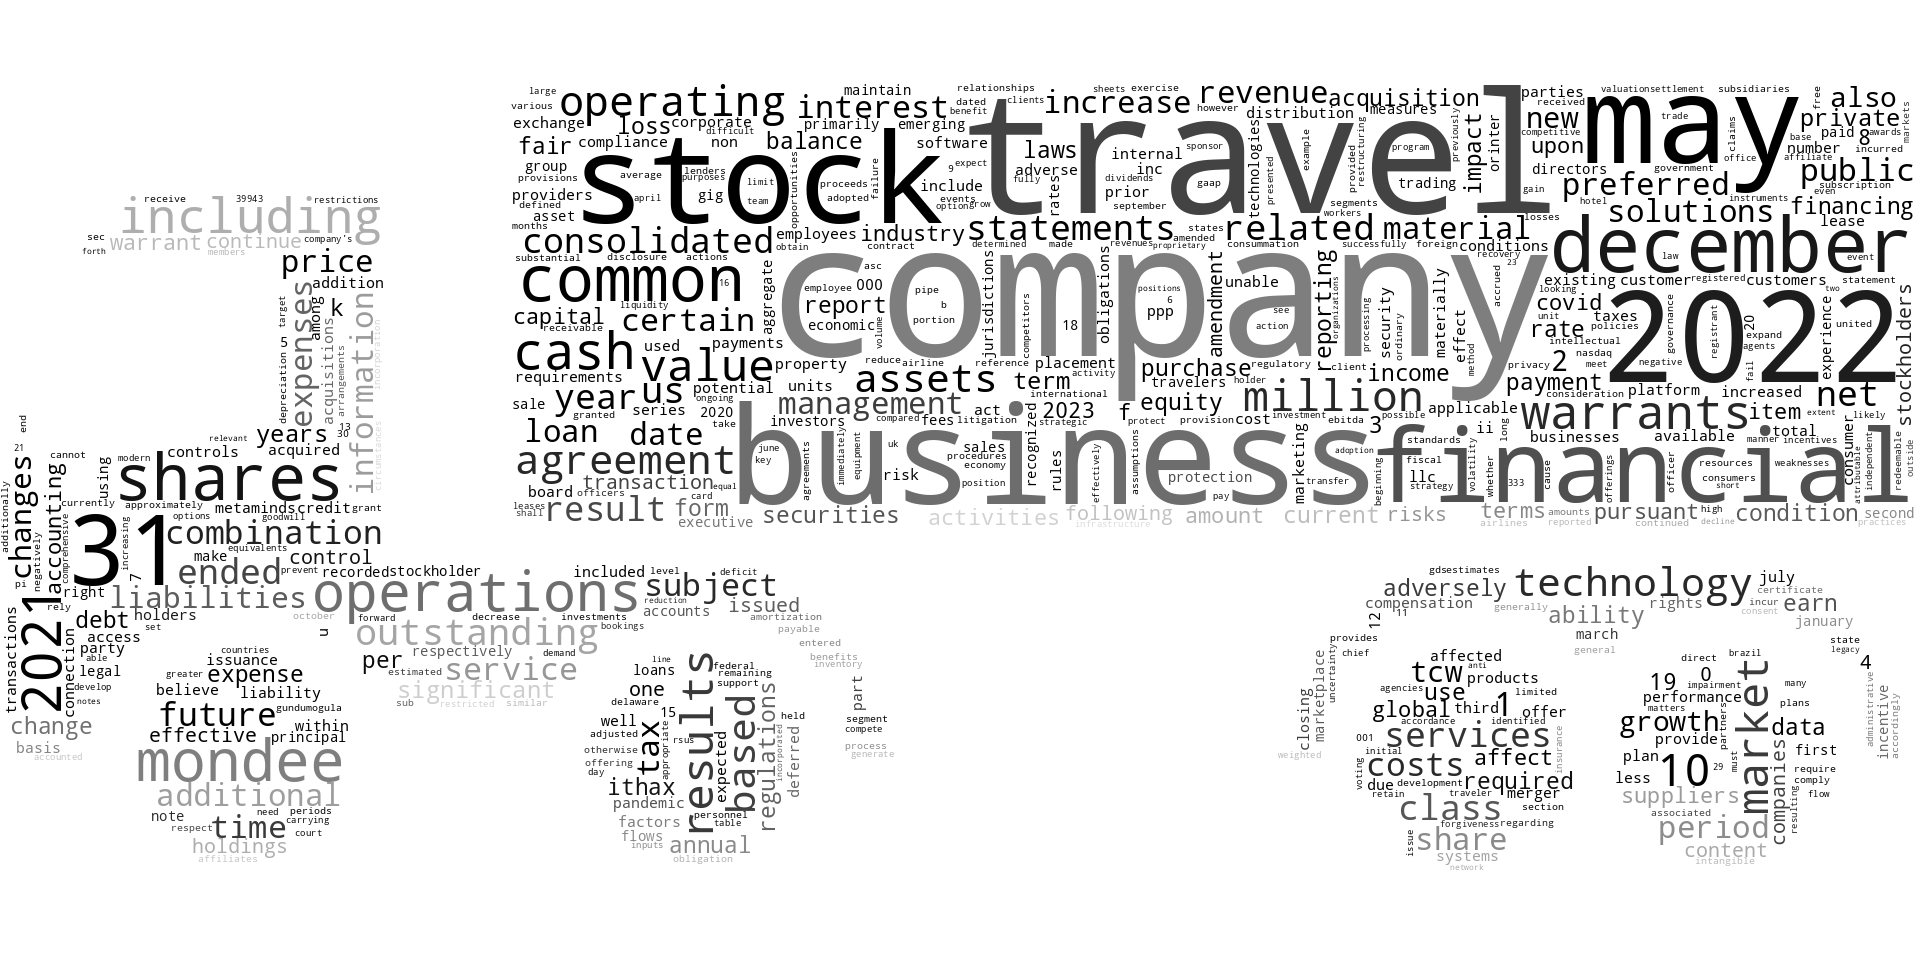 large
operating
maintain
relationships
sheets exercise
revenue
acquisition
parties
valuation
settlement
subsidiaries
free
also
various
interest
dated
clients
increase
however
measures
received
may
markets
exchange
loss
corporate
primarily
emerging
benefit
travel
distribution
new
trade
private
fair
compliance
difficult
non
balance
software
laws
technologies
restructuring
previously
impact
orinter
competitive
upon
base
paid
8
awards
incurred
claims
number
group
average
lenders
purposes
stock
limit
team
opportunities
proceeds
adopted
failure
9
expect
include
events
options
grow
adverse
fully
internal
inc
dividends
prior
rates
september
sponsor
gaap
example
presented
provided
program
trading
segments
workers
directors
office
affiliate
government
public
provisions
providers
defined
april
gig
preferred
even
subscription
gain
hotel
instruments
financing
receive
39943
restrictions
including
asset
months
consolidated
employees
industry
statements
states
amended
related
material
losses
solutions
lease
sec
forth
warrant
continue
members
company's
obtain
contract
determined
made
revenues
proprietary
consummation
successfully
foreign
conditions
recovery
december
law
event
substantial
disclosure
actions
price
addition
common
16
aggregate
employee
000
asc
company
pipe
b
portion
jurisdictions
competitors
obligations
positions
6
ppp
18
amendment
unable
reporting
organizations
processing
security
ordinary
materially
effect
accrued
23
existing
customer
registered
customers
statement
looking
covid
two
stockholders
target
among
k
expenses
acquisitions
information
incorporation
capital
liquidity
receivable
certain
report
economic
volume
see
action
method
unit
rate
taxes
policies
2022
governance
registrant
20
expand
agents
experience
united
5
depreciation
arrangements
cash
used
value
payments
property
reduce
airline
reference
placement
activity
purchase
regulatory
client
income
privacy
2
intellectual
nasdaq
meet
negative
fail
requirements
us
potential
ongoing
units
assets
term
international
travelers
holder
equity
million
payment
consideration
platform
increased
net
sale
year
granted
series
2020
take
management
investors
compared
fees
act
litigation
2023
strategic
f
protect
provision
cost
investment
ebitda
3
possible
applicable
ii
warrants
item
extent
likely
end
21
relevant
years
13
30
acquired
circumstances
loan
date
uk
sales
recognized
rules
adoption
standards
long
businesses
available
manner
incentives
total
consumer
changes
accounting
cannot
using
modern
controls
shares
agreement
transaction
equal
business
june
key
agreements
immediately
equipment
risk
procedures
economy
position
effectively
assumptions
protection
marketing
transfer
beginning
financial
llc
strategy
volatility
whether
333
cause
offerings
officer
resources
weaknesses
consumers
short
attributable
independent
redeemable
outside
additionally
currently
approximately
metaminds
credit
grant
board
officers
card
leases
shall
result
form
executive
securities
activities
following
infrastructure
pay
amount
current
risks
terms
airlines
amounts
reported
pursuant
continued
high
decline
condition
second
practices
31
increasing
options
goodwill
combination
negatively
comprehensive
pi
7
make
equivalents
control
ended
prevent
recorded
stockholder
included
level
deficit
subject
right
liabilities
operations
reduction
accounts
issued
amortization
gdsestimates
adversely
technology
july
certificate
2021
rely
debt
holders
set
october
u
forward
decrease
investments
bookings
payable
compensation
generally
ability
rights
incur
consent
earn
january
transactions
connection
access
party
able
legal
develop
notes
outstanding
respectively
demand
entered
12
11
march
general
countries
issuance
greater
expense
believe
liability
gundumogula
per
estimated
service
significant
sub
restricted
similar
line
loans
one
delaware
federal
remaining
support
benefits
inventory
part
provides
chief
uncertainty
affected
tcw
anti
products
agencies
use
limited
direct
brazil
state
legacy
19
0
impairment
many
4
change
basis
accounted
future
effective
within
principal
well
adjusted
15
results
based
regulations
held
deferred
segment
compete
closing
marketplace
weighted
global
third
1
offer
accordance
identified
performance
matters
growth
partners
market
plans
data
administrative
incentive
accordingly
mondee
additional
otherwise
offering
day
tax
rsus
appropriate
expected
incorporated
process
generate
001
services
initial
costs
affect
insurance
provide
plan
10
29
must
companies
first
ithax
pandemic
personnel
table
voting
due
development
required
retain
traveler
merger
less
suppliers
require
comply
flow
note
need
periods
carrying
respect
time
court
factors
flows
inputs
annual
obligation
class
section
forgiveness
regarding
associated
period
resulting
holdings
affiliates
issue
share
systems
network
content
intangible